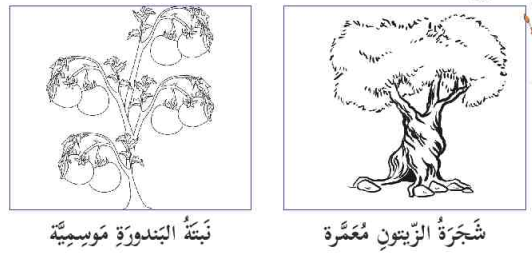 شَجَرَةُ الزّيتونِ مُعَمَّرة
نَبتَةُ البَندورَةِ مَوسِمِيَّة